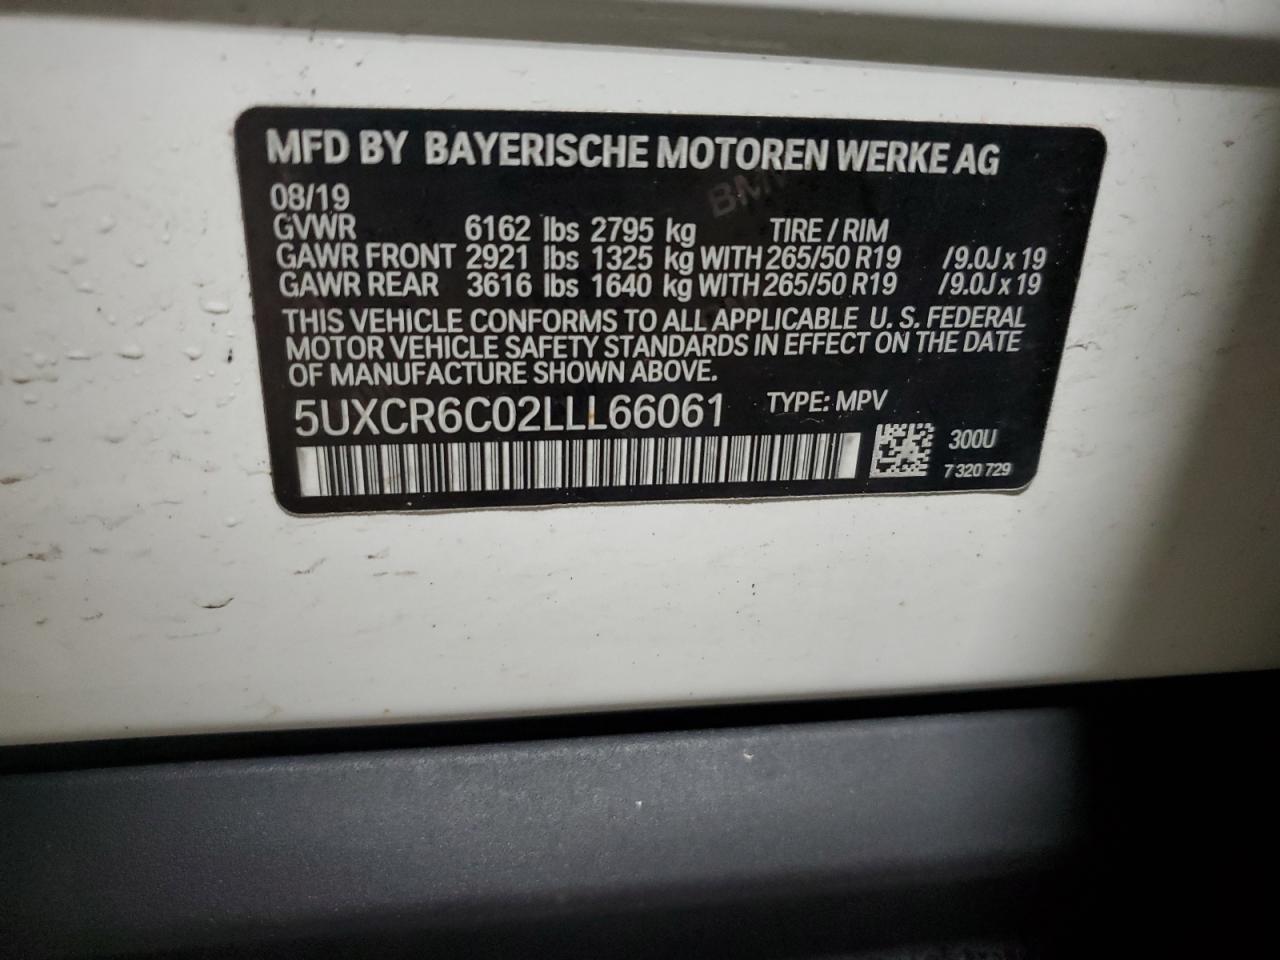 MFD BY BAYERISCHE MOTOREN WERKE AG
BMW
08/19
GVWR 6162 lbs 2795 kg TIRE / RIM
GAWR FRONT 2921 lbs 1325 kg WITH 265/50 R19 /9.0J x 19
GAWR REAR 3616 lbs 1640 kg WITH 265/50 R19 /9.0J x 19
THIS VEHICLE CONFORMS TO ALL APPLICABLE U. S. FEDERAL
MOTOR VEHICLE SAFETY STANDARDS IN EFFECT ON THE DATE
OF MANUFACTURE SHOWN ABOVE.
5UXCR6C02LLL66061 TYPE: MPV
300U
7 320 729